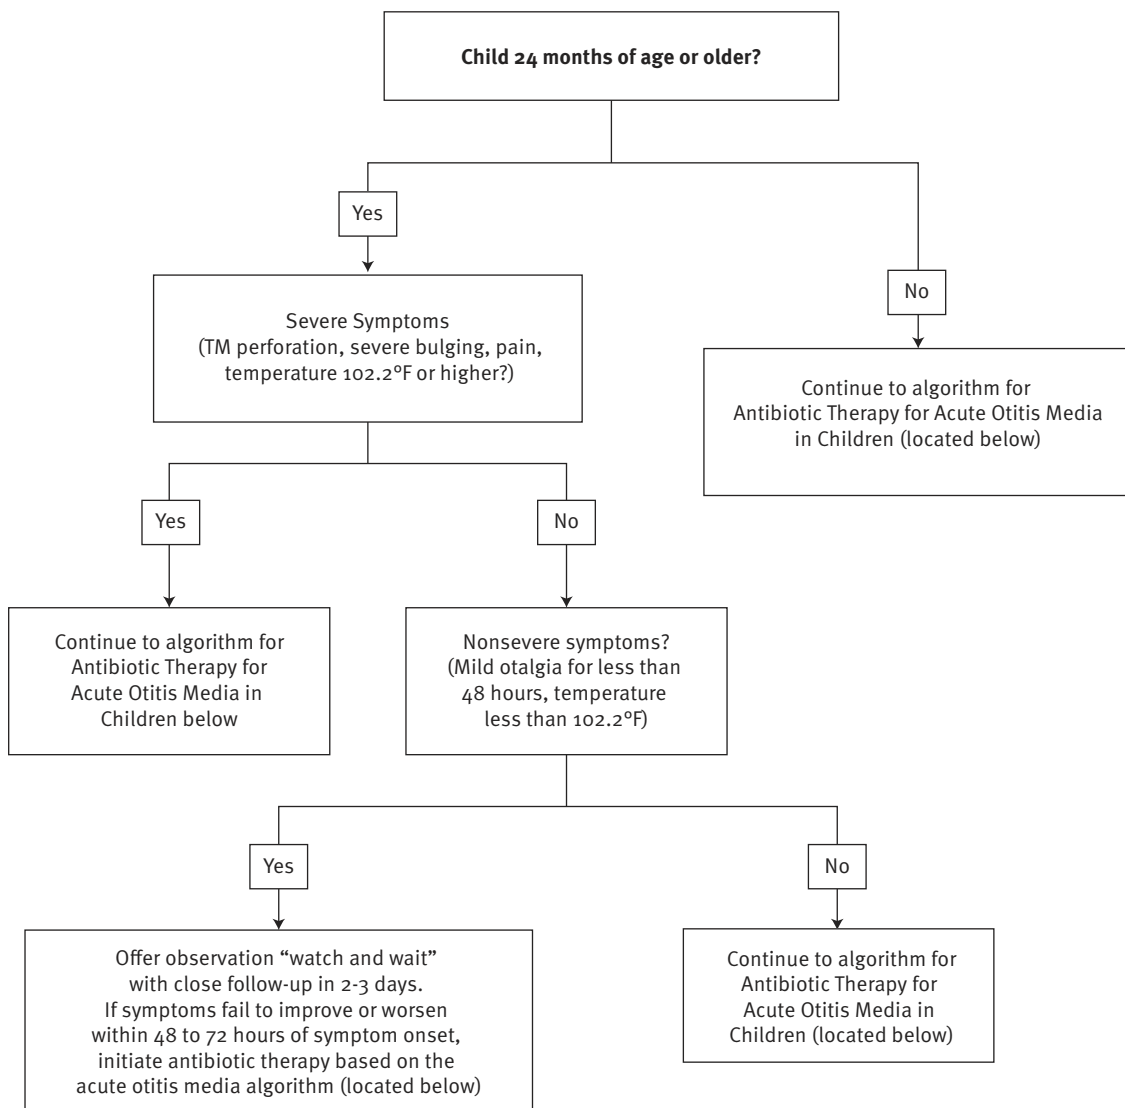 Child 24 months of age or older?
Yes
No
Severe Symptoms
(TM perforation, severe bulging, pain,
temperature 102.2°F or higher?)
Continue to algorithm for
Antibiotic Therapy for Acute Otitis Media
in Children (located below)
Yes
No
Continue to algorithm for
Antibiotic Therapy for
Acute Otitis Media in
Children below
Nonsevere symptoms?
(Mild otalgia for less than
48 hours, temperature
less than 102.2°F)
Yes
No
Offer observation “watch and wait”
with close follow-up in 2-3 days.
If symptoms fail to improve or worsen
within 48 to 72 hours of symptom onset,
initiate antibiotic therapy based on the
acute otitis media algorithm (located below)
Continue to algorithm for
Antibiotic Therapy for
Acute Otitis Media in
Children (located below)